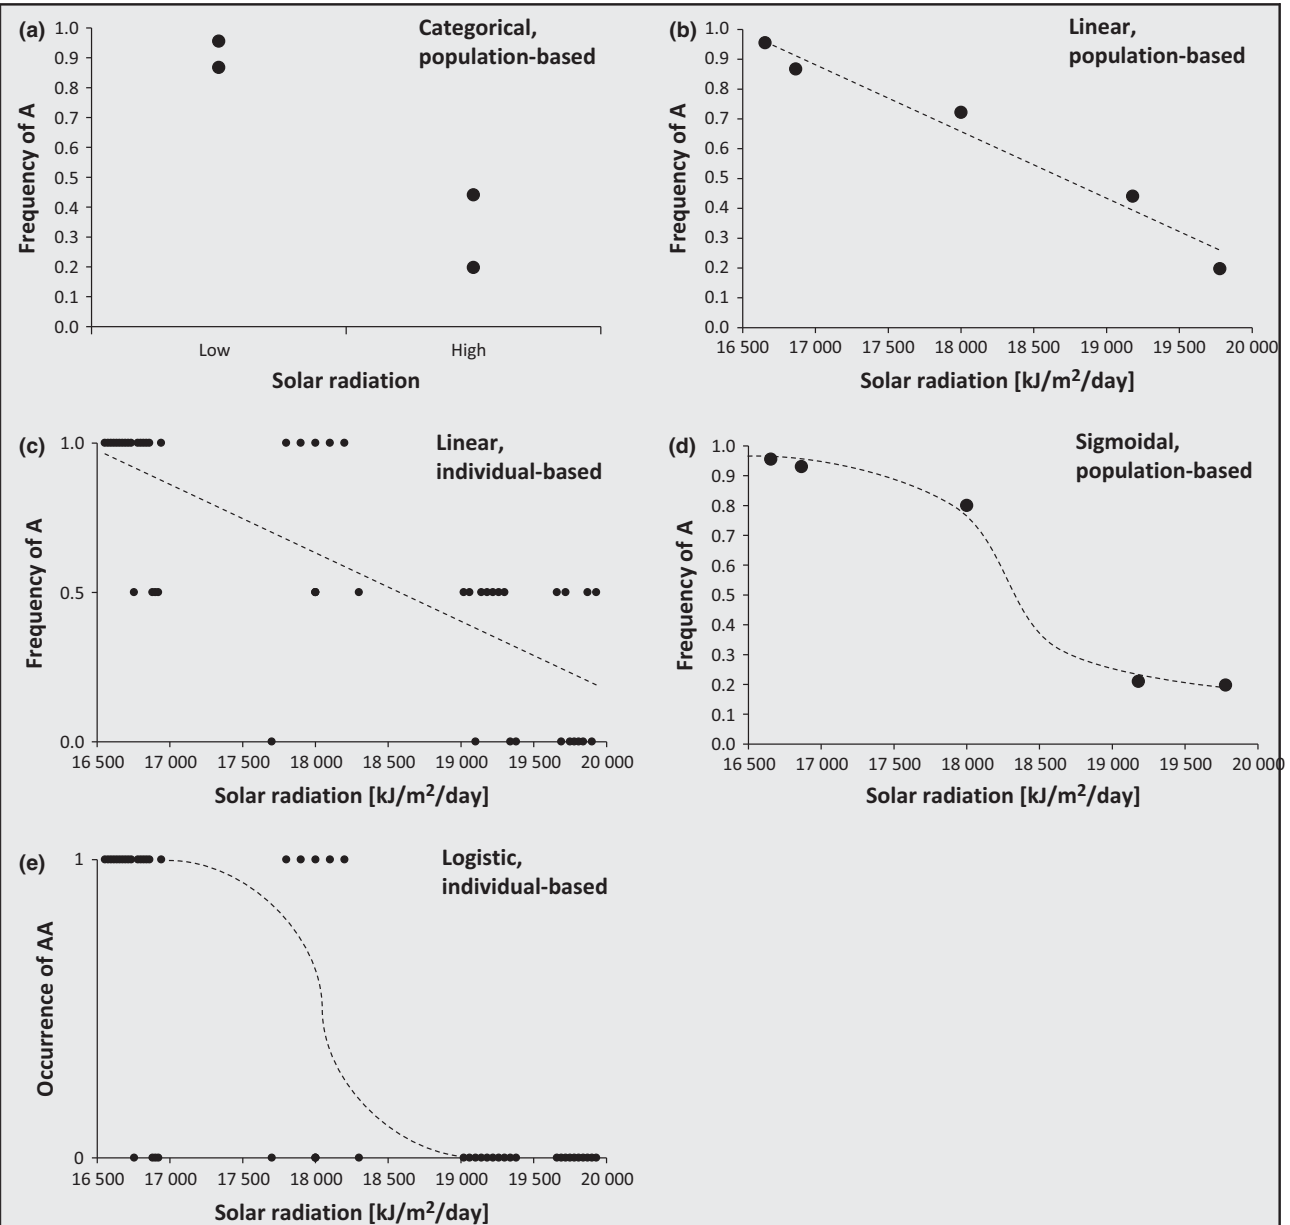 (a)
Categorical,
population-based
1.0
0.9
0.8
0.7
0.6
0.5
0.4
0.3
0.2
0.1
0.0
Frequency of A
Low
High
Solar radiation
(b)
Linear,
population-based
1.0
0.9
0.8
0.7
0.6
0.5
0.4
0.3
0.2
0.1
0.0
Frequency of A
16 500 17 000 17 500 18 000 18 500 19 000 19 500 20 000
Solar radiation [kJ/m²/day]
(c)
Linear,
individual-based
1.0
0.5
0.0
Frequency of A
16 500 17 000 17 500 18 000 18 500 19 000 19 500 20 000
Solar radiation [kJ/m²/day]
(d)
Sigmoidal,
population-based
1.0
0.9
0.8
0.7
0.6
0.5
0.4
0.3
0.2
0.1
0.0
Frequency of A
16 500 17 000 17 500 18 000 18 500 19 000 19 500 20 000
Solar radiation [kJ/m²/day]
(e)
Logistic,
individual-based
1
0
Occurrence of AA
16 500 17 000 17 500 18 000 18 500 19 000 19 500 20 000
Solar radiation [kJ/m²/day]